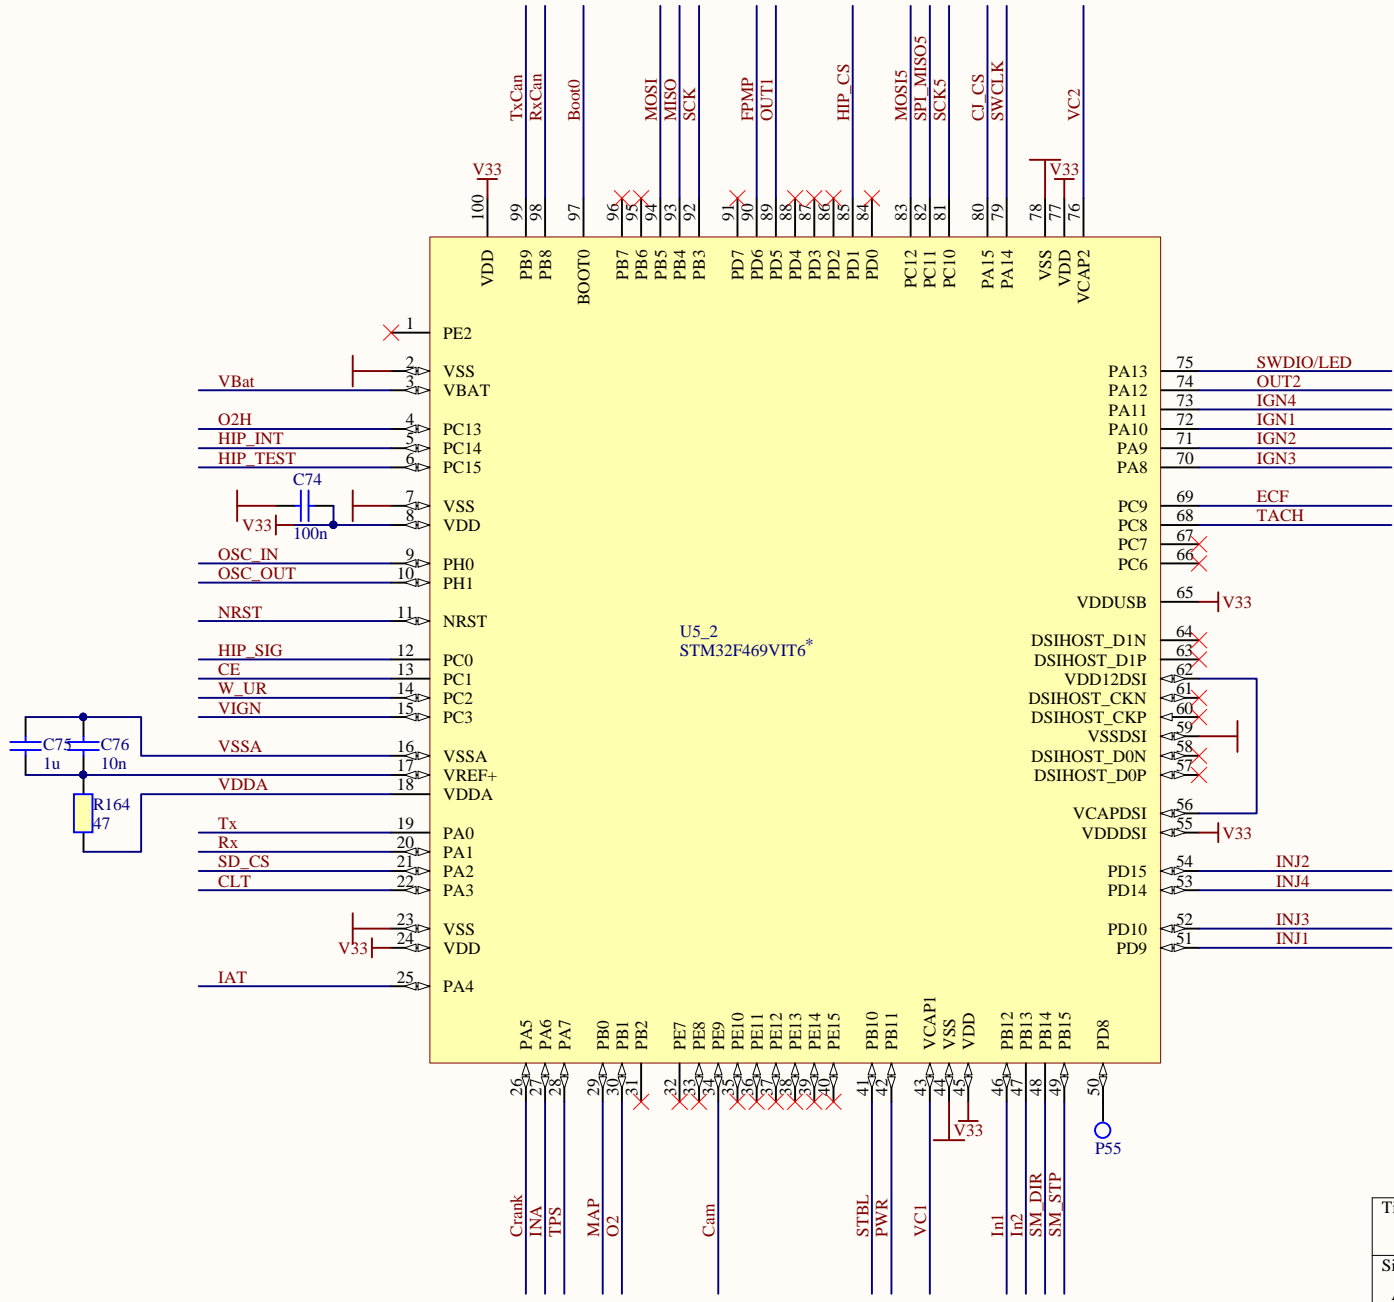 TxCan
RxCan
Boot0
MOSI
MISO
SCK
FPMP
OUT1
HIP_CS
MOSI5
SPI_MISO5
SCK5
CJ_CS
SWCLK
VC2
V33
V33
100
99
98
97
96
95
94
93
92
91
90
89
88
87
86
85
84
83
82
81
80
79
78
77
76
VDD
PB9
PB8
BOOT0
PB7
PB6
PB5
PB4
PB3
PD7
PD6
PD5
PD4
PD3
PD2
PD1
PD0
PC12
PC11
PC10
PA15
PA14
VSS
VDD
VCAP2
1 PE2
2 VSS
VBat 3 VBAT
O2H 4 PC13
HIP_INT 5 PC14
HIP_TEST 6 PC15
C74
100n
7 VSS
V33 8 VDD
OSC_IN 9 PH0
OSC_OUT 10 PH1
NRST 11 NRST
HIP_SIG 12 PC0
CE 13 PC1
W_UR 14 PC2
VIGN 15 PC3
C75
1u
C76
10n
VSSA 16 VSSA
17 VREF+
VDDA 18 VDDA
R164
47
Tx 19 PA0
Rx 20 PA1
SD_CS 21 PA2
CLT 22 PA3
23 VSS
V33 24 VDD
IAT 25 PA4
U5_2
STM32F469VIT6*
PA13 75 SWDIO/LED
PA12 74 OUT2
PA11 73 IGN4
PA10 72 IGN1
PA9 71 IGN2
PA8 70 IGN3
PC9 69 ECF
PC8 68 TACH
PC7 67
PC6 66
VDDUSB 65 V33
DSIHOST_D1N 64
DSIHOST_D1P 63
VDD12DSI 62
DSIHOST_CKN 61
DSIHOST_CKP 60
VSSDSI 59
DSIHOST_D0N 58
DSIHOST_D0P 57
VCAPDSI 56
VDDDSI 55 V33
PD15 54 INJ2
PD14 53 INJ4
PD10 52 INJ3
PD9 51 INJ1
PA5
PA6
PA7
PB0
PB1
PB2
PE7
PE8
PE9
PE10
PE11
PE12
PE13
PE14
PE15
PB10
PB11
VCAP1
VSS
VDD
PB12
PB13
PB14
PB15
PD8
26
27
28
29
30
31
32
33
34
35
36
37
38
39
40
41
42
43
44
45
46
47
48
49
50
V33
P55
Crank
INA
TPS
MAP
O2
Cam
STBL
PWR
VC1
In1
In2
SM_DIR
SM_STP